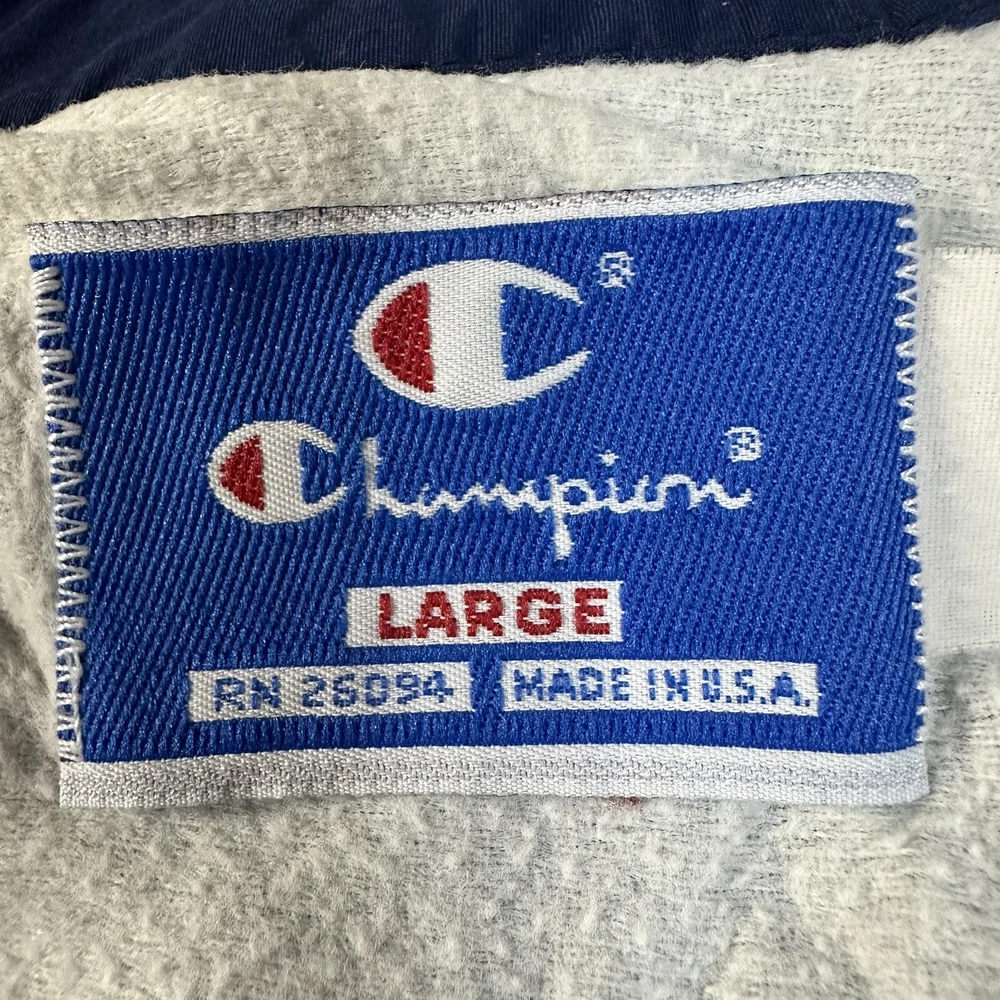 C®
Champion®
LARGE
RN 26094
MADE IN U.S.A.